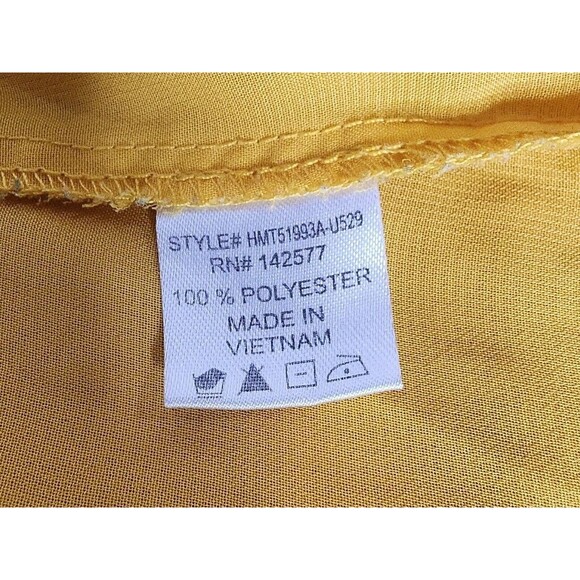 STYLE# HMT51993A-U529
RN# 142577
100 % POLYESTER
MADE IN
VIETNAM